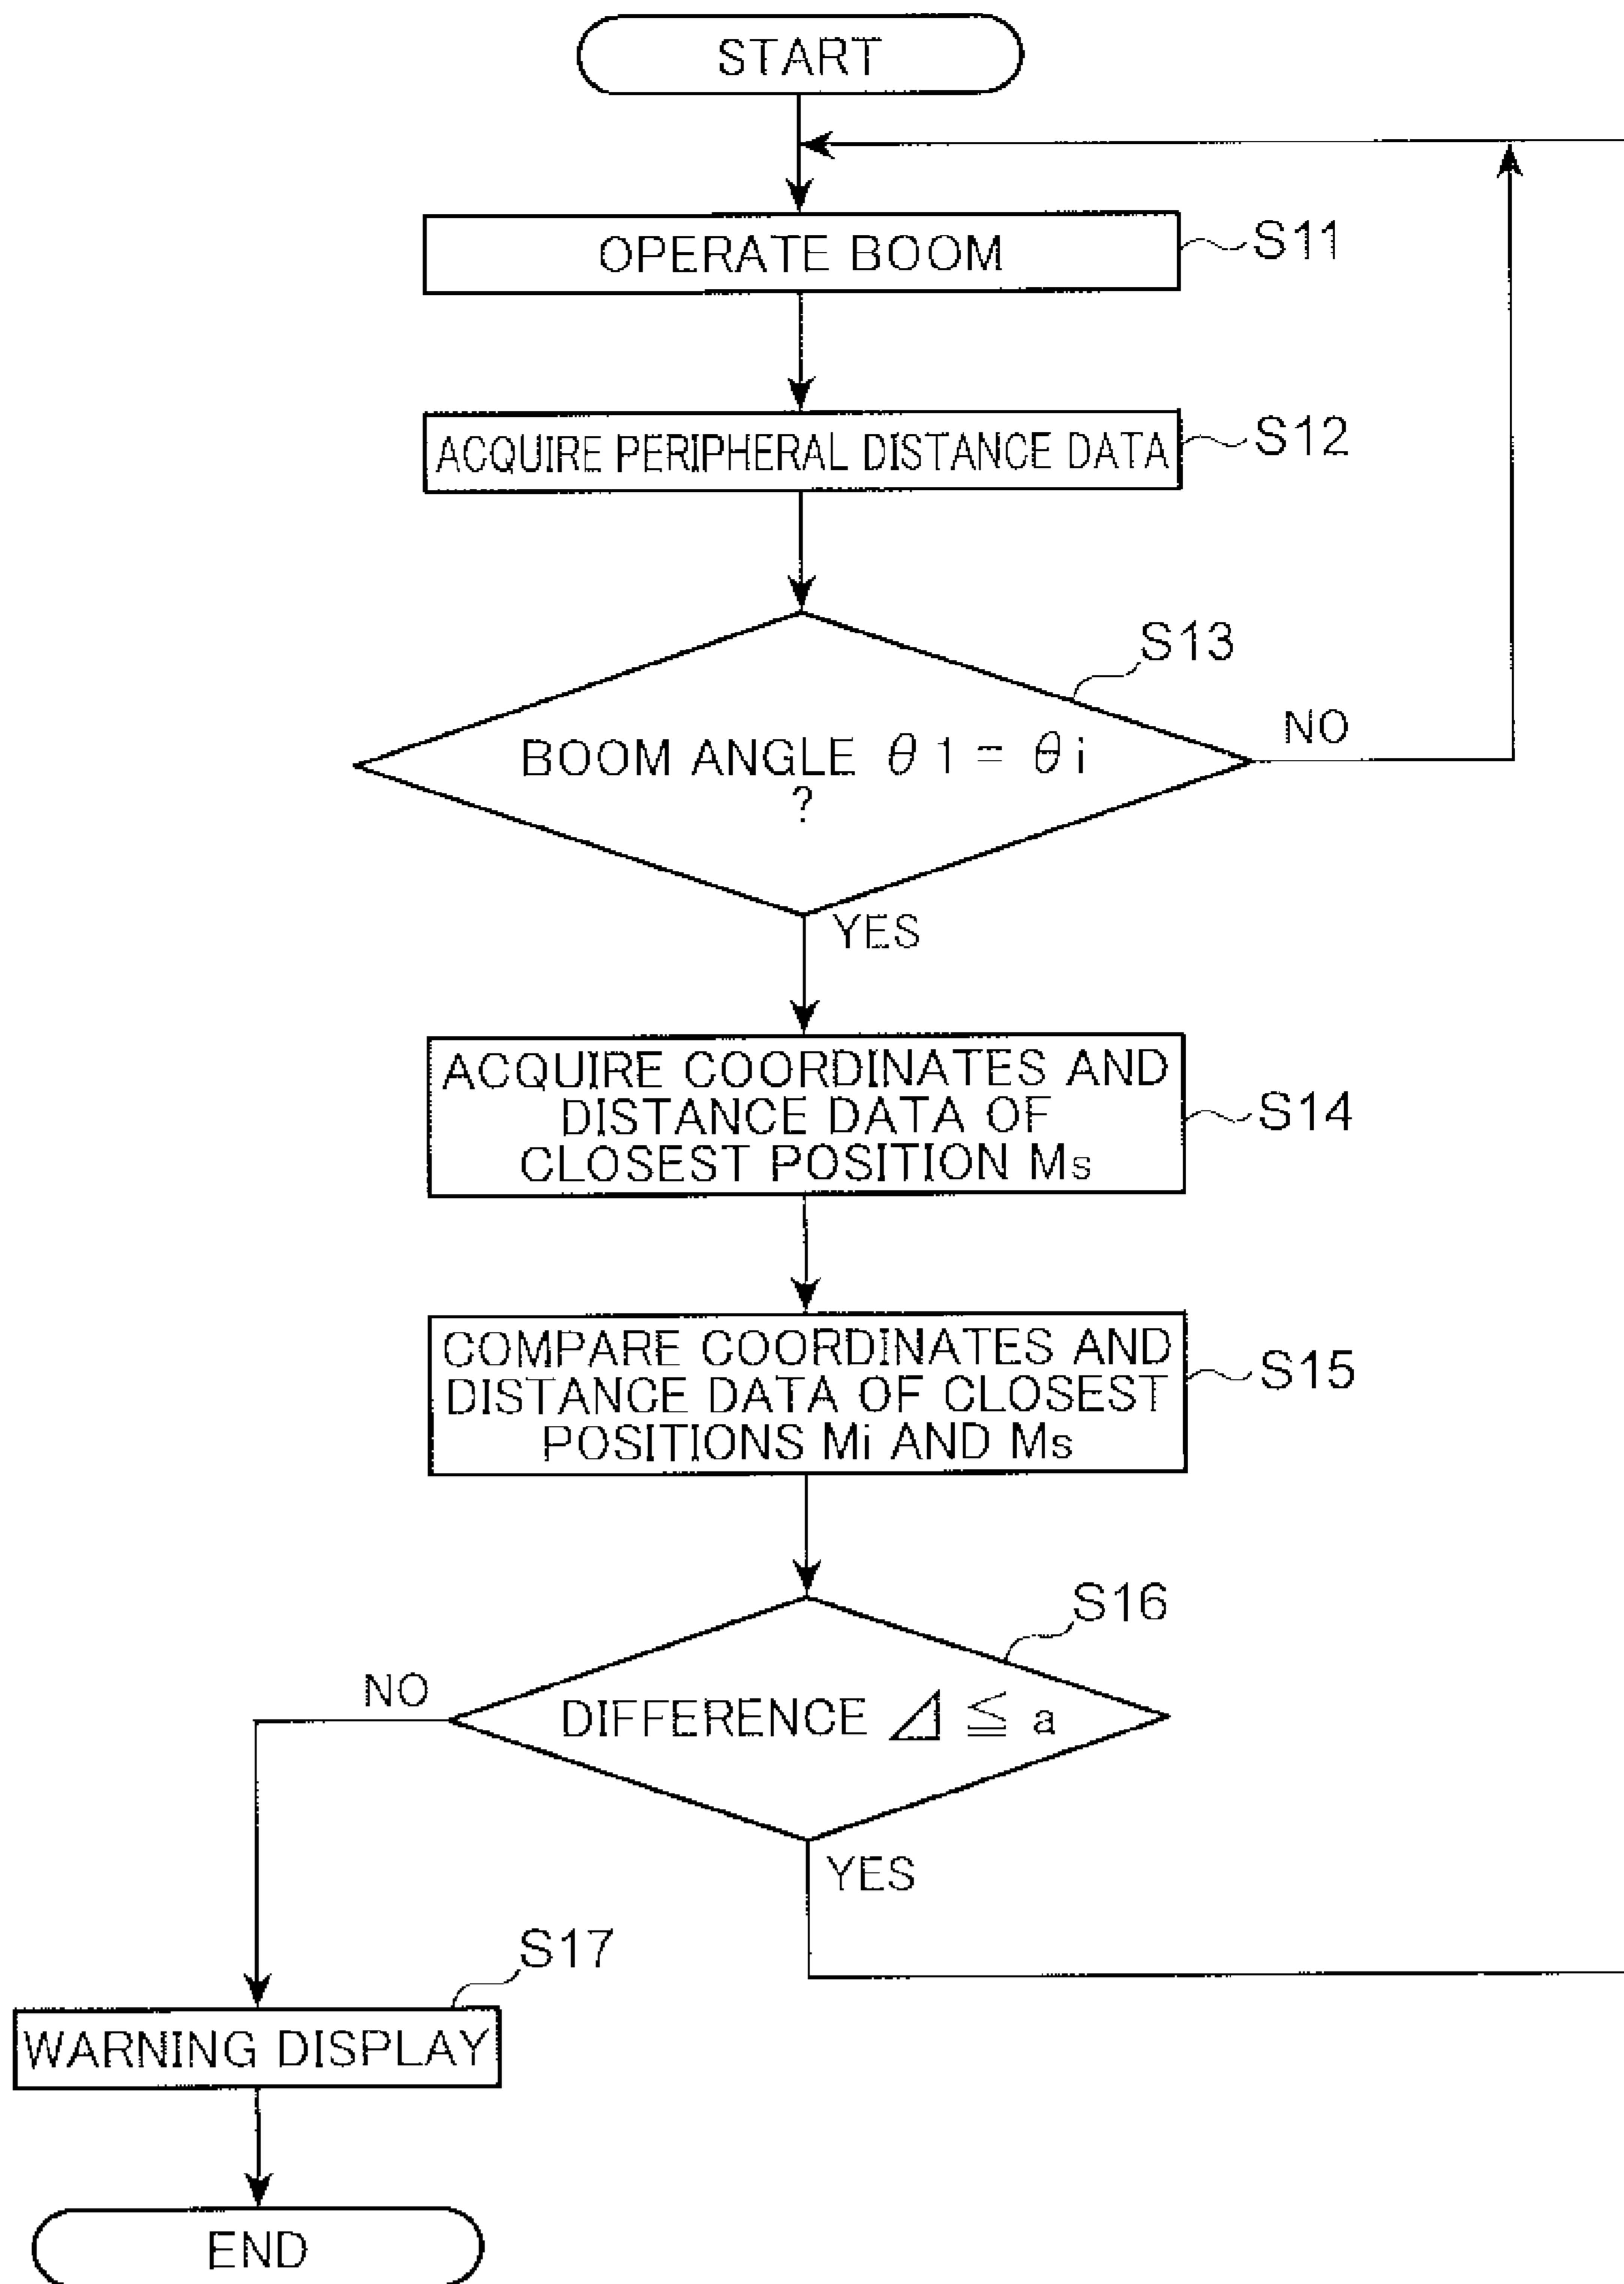 START
OPERATE BOOM
S11
ACQUIRE PERIPHERAL DISTANCE DATA
S12
S13
BOOM ANGLE θ1 = θi
?
NO
YES
ACQUIRE COORDINATES AND
DISTANCE DATA OF
CLOSEST POSITION Ms
S14
COMPARE COORDINATES AND
DISTANCE DATA OF CLOSEST
POSITIONS Mi AND Ms
S15
S16
DIFFERENCE ⊿ ≦ a
NO
YES
S17
WARNING DISPLAY
END